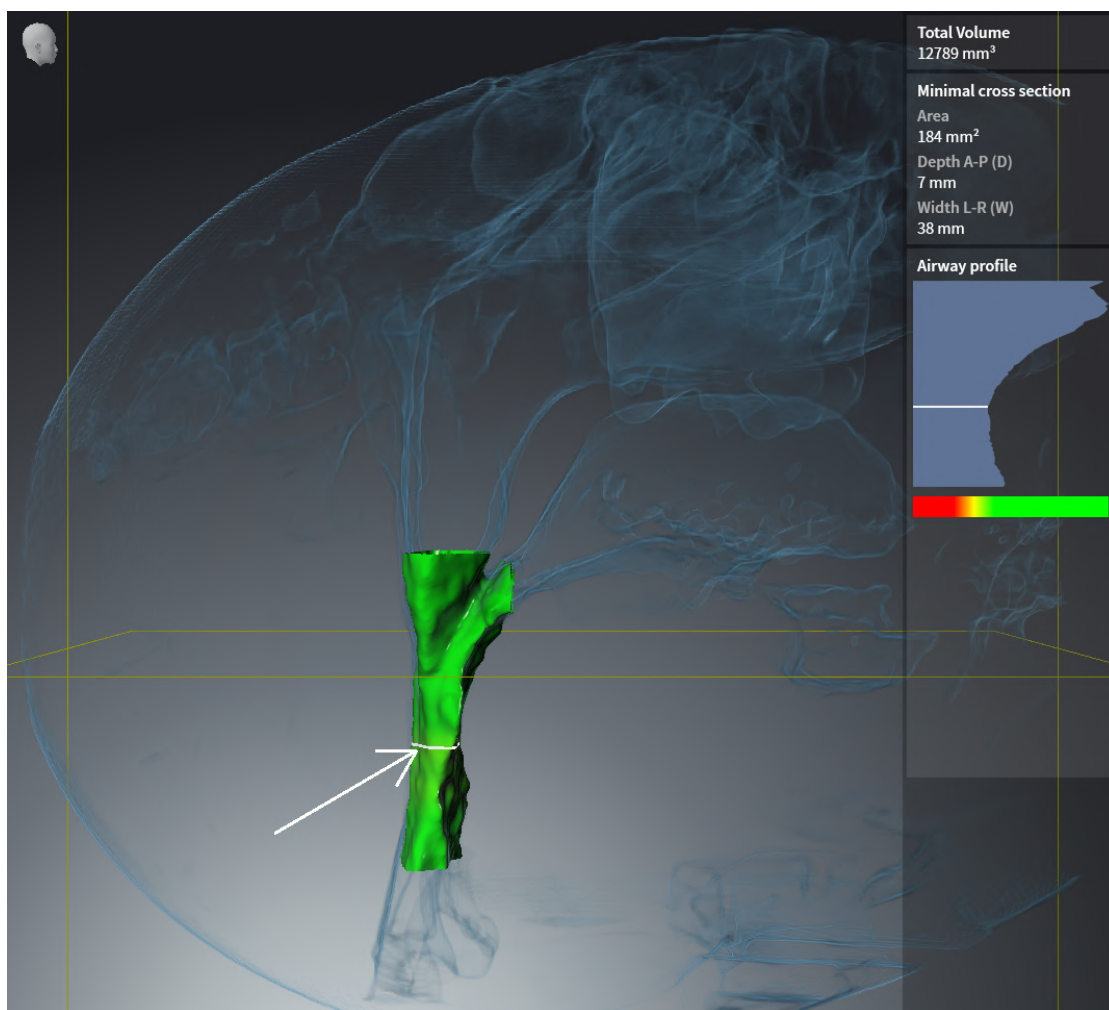 Total Volume
12789 mm³
Minimal cross section
Area
184 mm²
Depth A-P (D)
7 mm
Width L-R (W)
38 mm
Airway profile